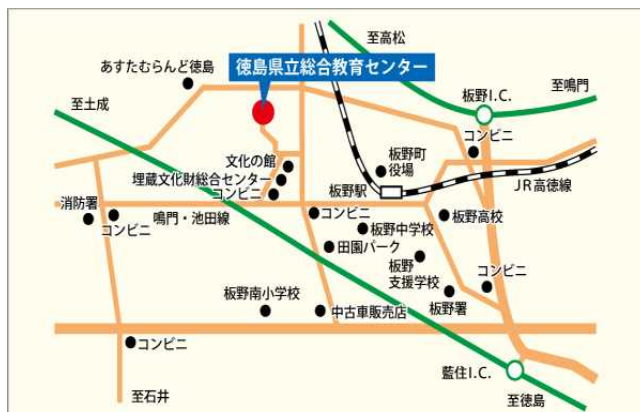 至高松
徳島県立総合教育センター
あすたむらんど徳島
至土成
至鳴門
板野I.C.
コンビニ
文化の館
埋蔵文化財総合センター
コンビニ
板野町
役場
板野駅
JR高徳線
消防署
コンビニ
鳴門・池田線
コンビニ
板野高校
板野中学校
田園パーク
板野
支援学校
コンビニ
板野署
板野南小学校
中古車販売店
コンビニ
藍住I.C.
至石井
至徳島